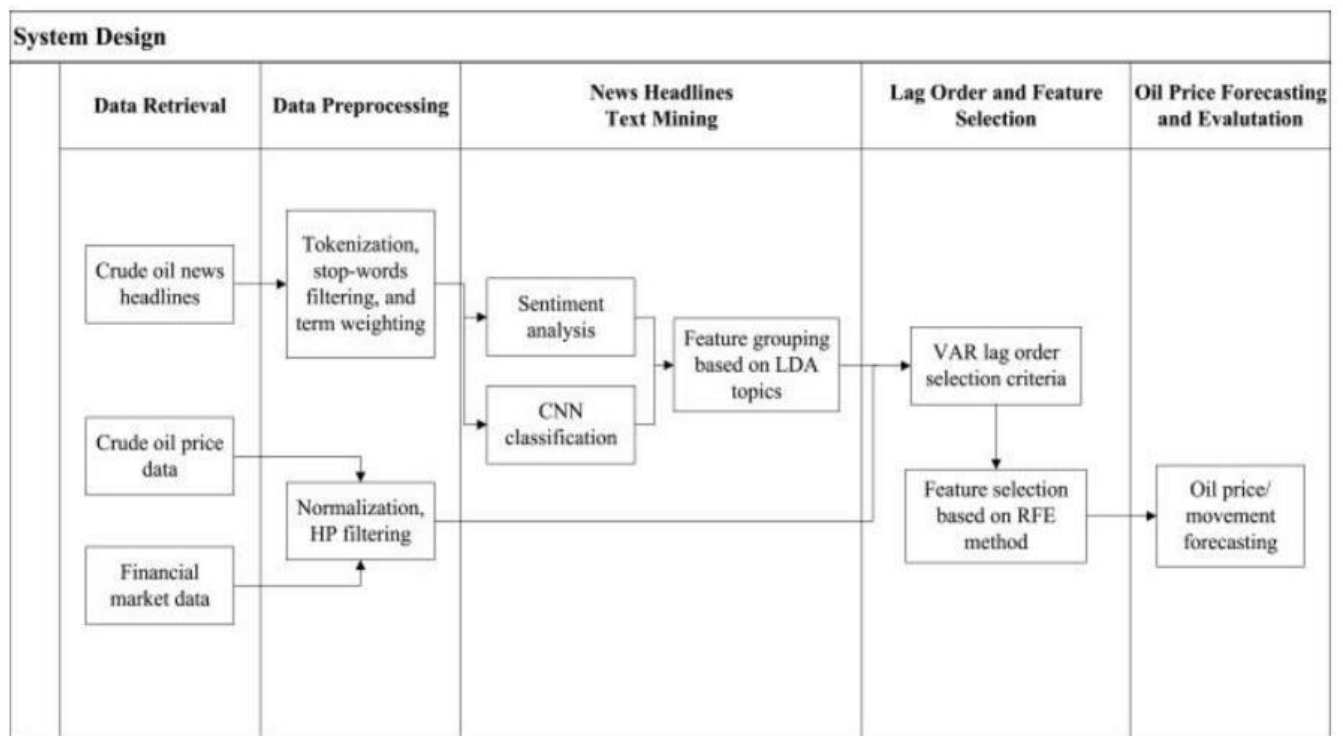 System Design
Data Retrieval
Data Preprocessing
News Headlines
Text Mining
Lag Order and Feature
Selection
Oil Price Forecasting
and Evalutation
Crude oil news
headlines
Tokenization,
stop-words
filtering, and
term weighting
Sentiment
analysis
CNN
classification
Feature grouping
based on LDA
topics
VAR lag order
selection criteria
Crude oil price
data
Normalization,
HP filtering
Financial
market data
Feature selection
based on RFE
method
Oil price/
movement
forecasting